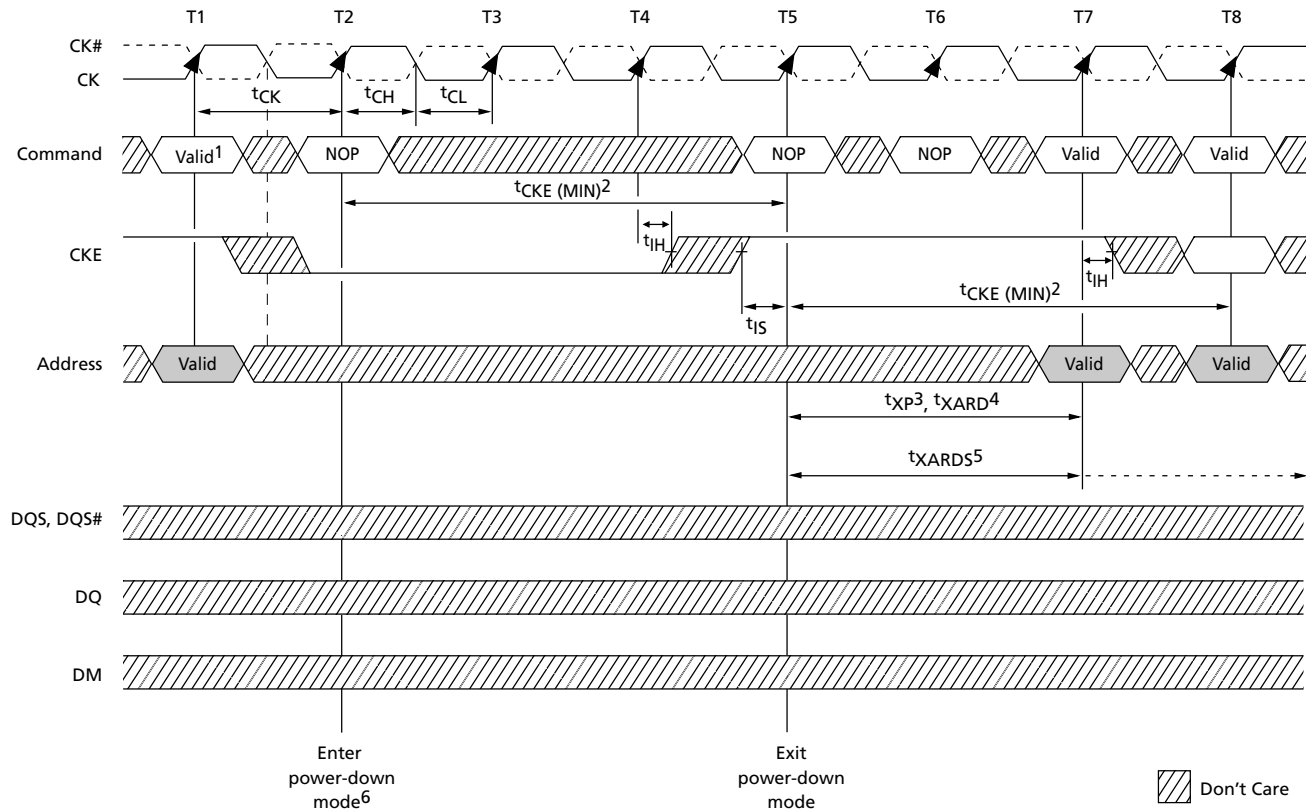 T1 T2 T3 T4 T5 T6 T7 T8
CK#
CK
tCK tCH tCL
Command Valid1 NOP NOP NOP Valid Valid
tCKE (MIN)2
CKE tIH tIH
tCKE (MIN)2
tIS
Address Valid Valid Valid
tXP3, tXARD4
tXARDS5
DQS, DQS#
DQ
DM
Enter
power-down
mode6
Exit
power-down
mode
Don't Care